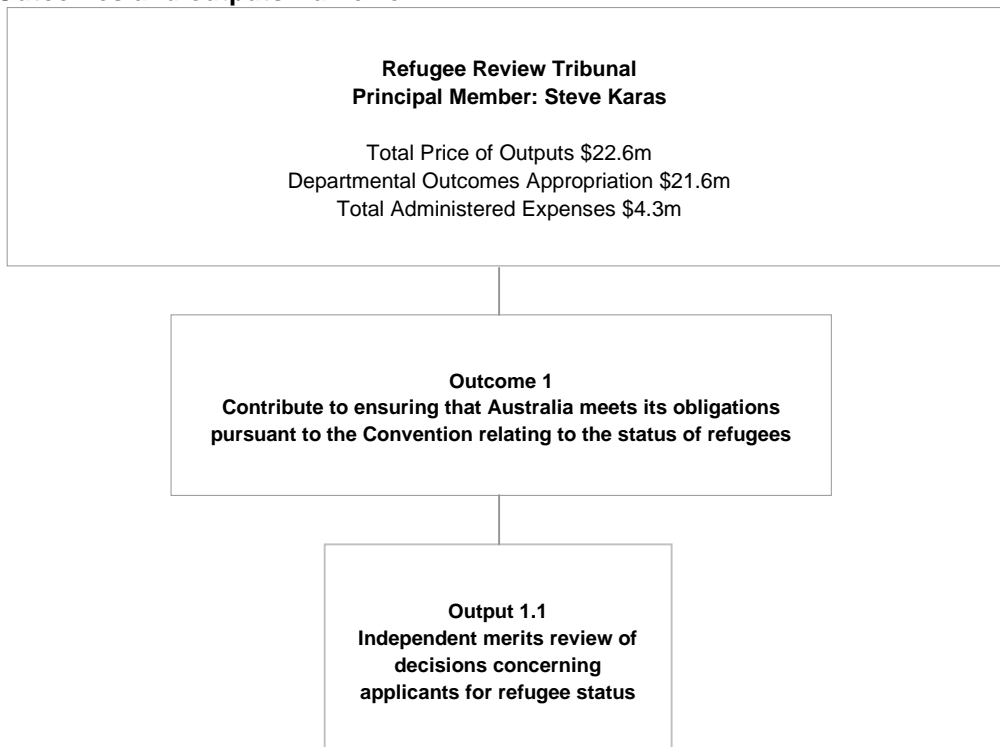 Refugee Review Tribunal
Principal Member: Steve Karas
Total Price of Outputs $22.6m
Departmental Outcomes Appropriation $21.6m
Total Administered Expenses $4.3m
Outcome 1
Contribute to ensuring that Australia meets its obligations
pursuant to the Convention relating to the status of refugees
Output 1.1
Independent merits review of
decisions concerning
applicants for refugee status